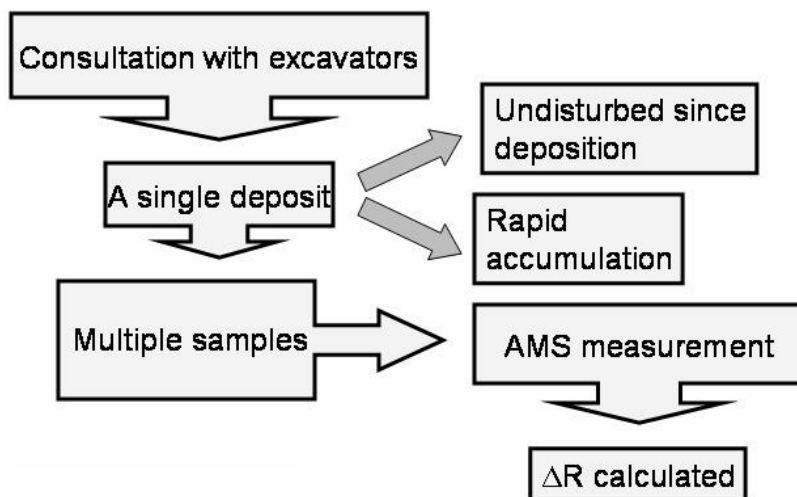 Consultation with excavators
A single deposit
Undisturbed since
deposition
Rapid
accumulation
Multiple samples
AMS measurement
ΔR calculated